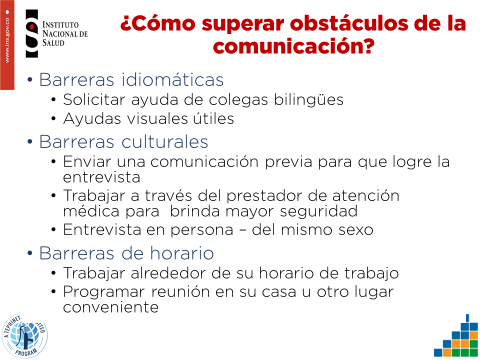 www.ins.gov.co
INSTITUTO
NACIONAL DE
SALUD
¿Cómo superar obstáculos de la
comunicación?
• Barreras idiomáticas
• Solicitar ayuda de colegas bilingües
• Ayudas visuales útiles
• Barreras culturales
• Enviar una comunicación previa para que logre la
entrevista
• Trabajar a través del prestador de atención
médica para brinda mayor seguridad
• Entrevista en persona – del mismo sexo
• Barreras de horario
• Trabajar alrededor de su horario de trabajo
• Programar reunión en su casa u otro lugar
conveniente
A TEPHINET
PROGRAM